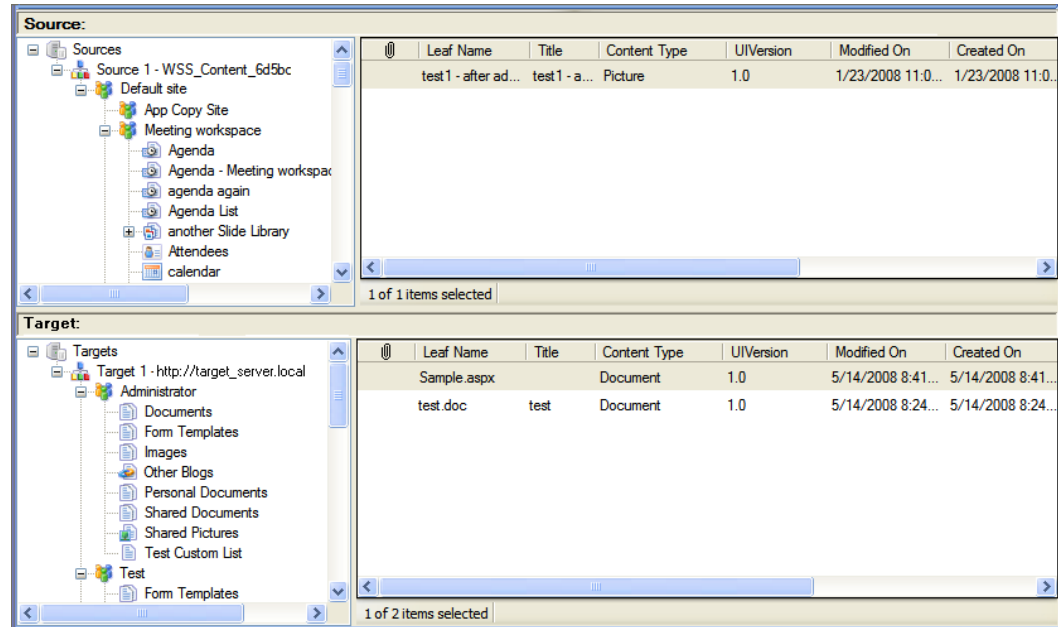 Source:
Sources
Source 1 - WSS_Content_6d5bc
Default site
App Copy Site
Meeting workspace
Agenda
Agenda - Meeting workspac
agenda again
Agenda List
another Slide Library
Attendees
calendar
Leaf Name Title Content Type UIVersion Modified On Created On
test1 - after ad... test1 - a... Picture 1.0 1/23/2008 11:0... 1/23/2008 11:0...
1 of 1 items selected
Target:
Targets
Target 1 - http://target_server.local
Administrator
Documents
Form Templates
Images
Other Blogs
Personal Documents
Shared Documents
Shared Pictures
Test Custom List
Test
Form Templates
Leaf Name Title Content Type UIVersion Modified On Created On
Sample.aspx Document 1.0 5/14/2008 8:41... 5/14/2008 8:41...
test.doc test Document 1.0 5/14/2008 8:24... 5/14/2008 8:24...
1 of 2 items selected